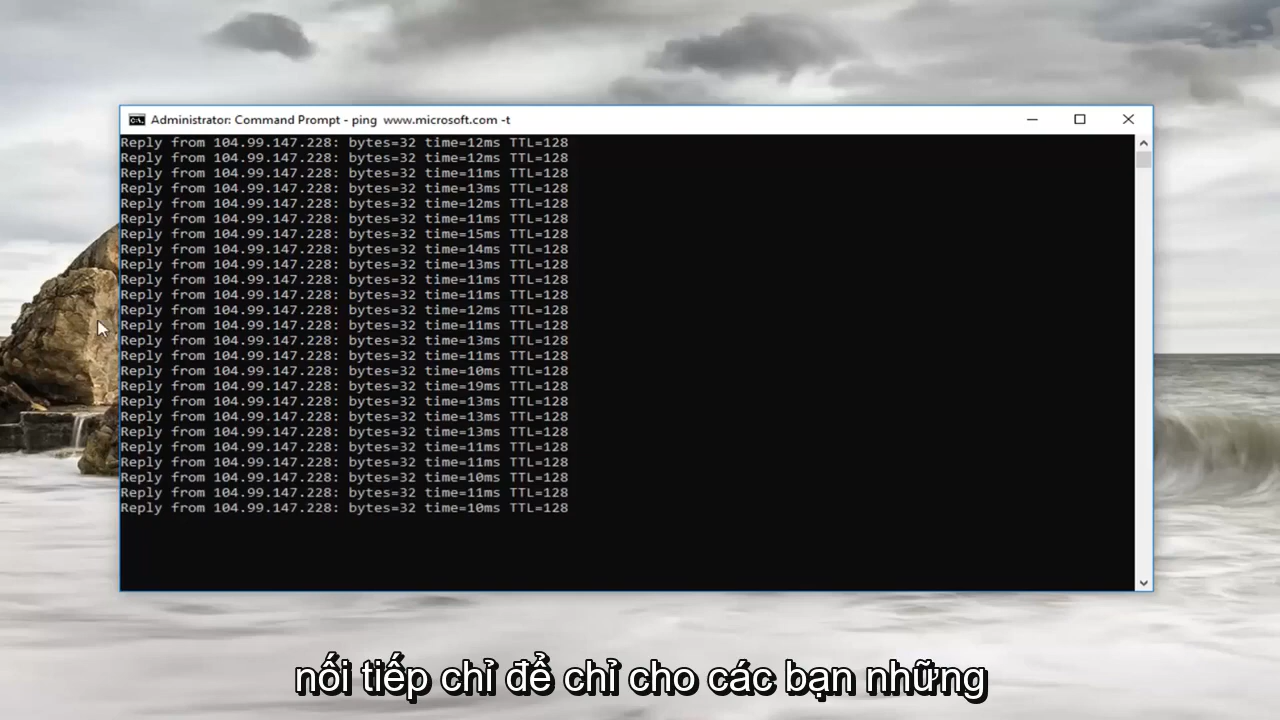 Administrator: Command Prompt - ping  www.microsoft.com -t
Reply from 104.99.147.228: bytes=32 time=12ms TTL=128
Reply from 104.99.147.228: bytes=32 time=12ms TTL=128
Reply from 104.99.147.228: bytes=32 time=11ms TTL=128
Reply from 104.99.147.228: bytes=32 time=13ms TTL=128
Reply from 104.99.147.228: bytes=32 time=12ms TTL=128
Reply from 104.99.147.228: bytes=32 time=11ms TTL=128
Reply from 104.99.147.228: bytes=32 time=15ms TTL=128
Reply from 104.99.147.228: bytes=32 time=14ms TTL=128
Reply from 104.99.147.228: bytes=32 time=13ms TTL=128
Reply from 104.99.147.228: bytes=32 time=11ms TTL=128
Reply from 104.99.147.228: bytes=32 time=11ms TTL=128
Reply from 104.99.147.228: bytes=32 time=12ms TTL=128
Reply from 104.99.147.228: bytes=32 time=11ms TTL=128
Reply from 104.99.147.228: bytes=32 time=13ms TTL=128
Reply from 104.99.147.228: bytes=32 time=11ms TTL=128
Reply from 104.99.147.228: bytes=32 time=10ms TTL=128
Reply from 104.99.147.228: bytes=32 time=19ms TTL=128
Reply from 104.99.147.228: bytes=32 time=13ms TTL=128
Reply from 104.99.147.228: bytes=32 time=13ms TTL=128
Reply from 104.99.147.228: bytes=32 time=13ms TTL=128
Reply from 104.99.147.228: bytes=32 time=11ms TTL=128
Reply from 104.99.147.228: bytes=32 time=11ms TTL=128
Reply from 104.99.147.228: bytes=32 time=10ms TTL=128
Reply from 104.99.147.228: bytes=32 time=11ms TTL=128
Reply from 104.99.147.228: bytes=32 time=10ms TTL=128
nối tiếp chỉ để chỉ cho các bạn những